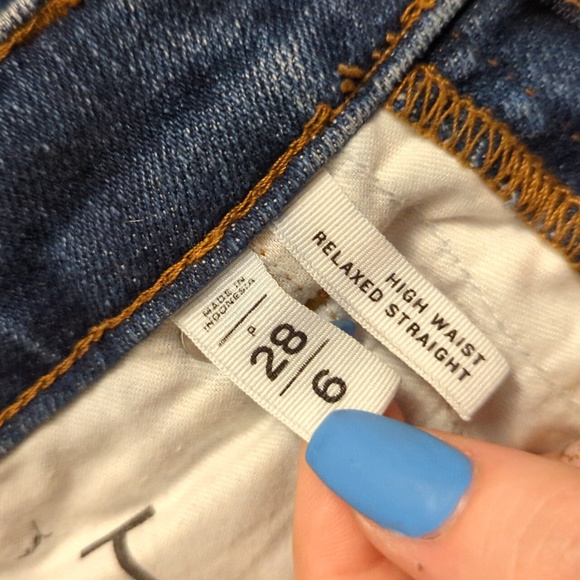 HIGH WAIST
RELAXED STRAIGHT
MADE IN
INDONESIA
P
28
6